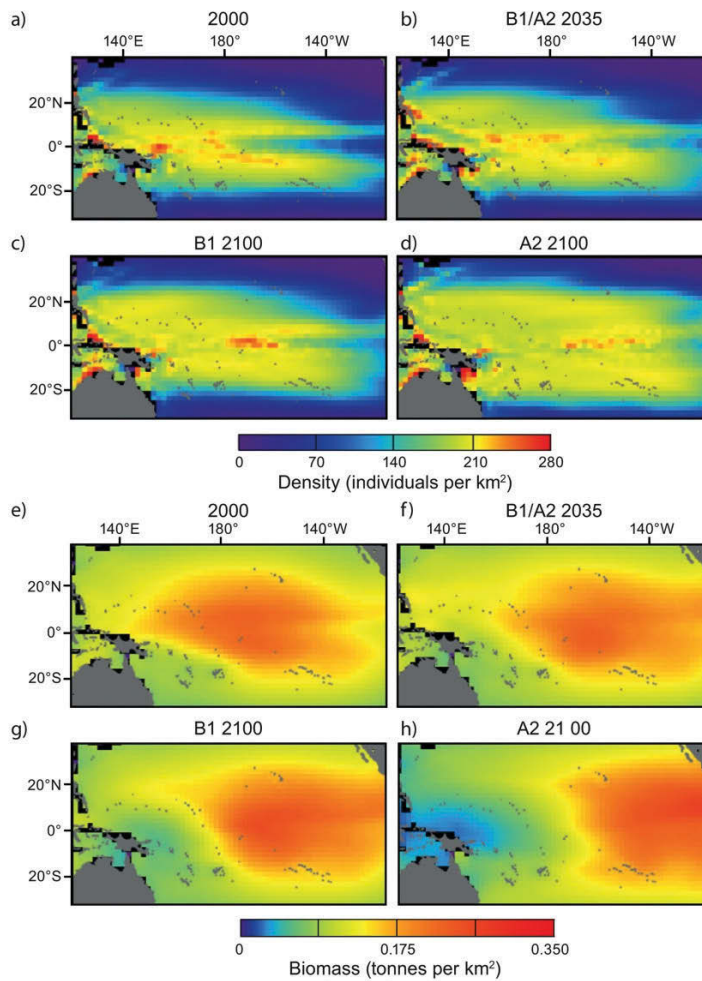 a) 2000 b) B1/A2 2035
140°E 180° 140°W 140°E 180° 140°W
20°N
0°
20°S
c) B1 2100 d) A2 2100
20°N
0°
20°S
0 70 140 210 280
Density (individuals per km²)
e) 2000 f) B1/A2 2035
140°E 180° 140°W 140°E 180° 140°W
20°N
0°
20°S
g) B1 2100 h) A2 21 00
20°N
0°
20°S
0 0.175 0.350
Biomass (tonnes per km²)